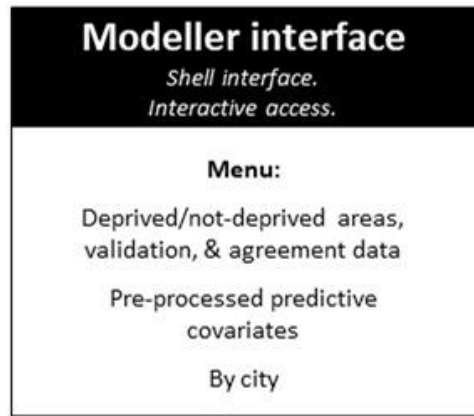 Modeller interface
Shell interface.
Interactive access.
Menu:
Deprived/not-deprived areas,
validation, & agreement data
Pre-processed predictive
covariates
By city